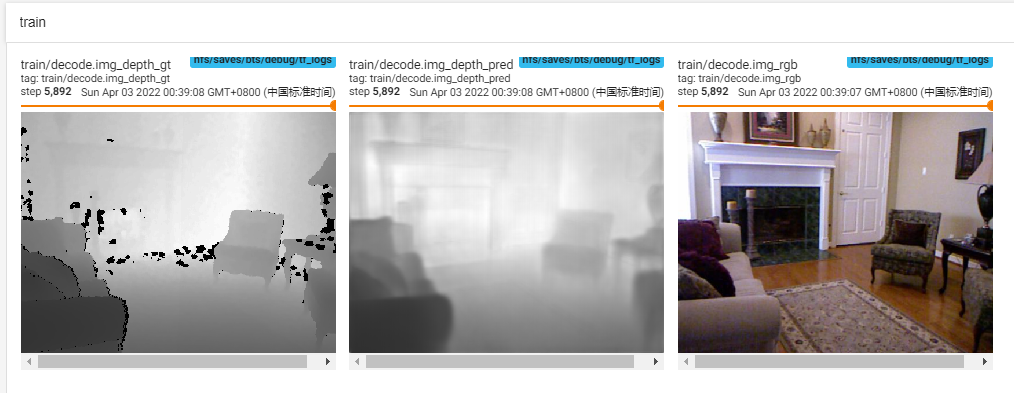 train
train/decode.img_depth_gt
nfs/saves/bts/debug/tf_logs
tag: train/decode.img_depth_gt
step 5,892 Sun Apr 03 2022 00:39:08 GMT+0800 (中国标准时间)
train/decode.img_depth_pred
nfs/saves/bts/debug/tf_logs
tag: train/decode.img_depth_pred
step 5,892 Sun Apr 03 2022 00:39:08 GMT+0800 (中国标准时间)
train/decode.img_rgb
nfs/saves/bts/debug/tf_logs
tag: train/decode.img_rgb
step 5,892 Sun Apr 03 2022 00:39:07 GMT+0800 (中国标准时间)